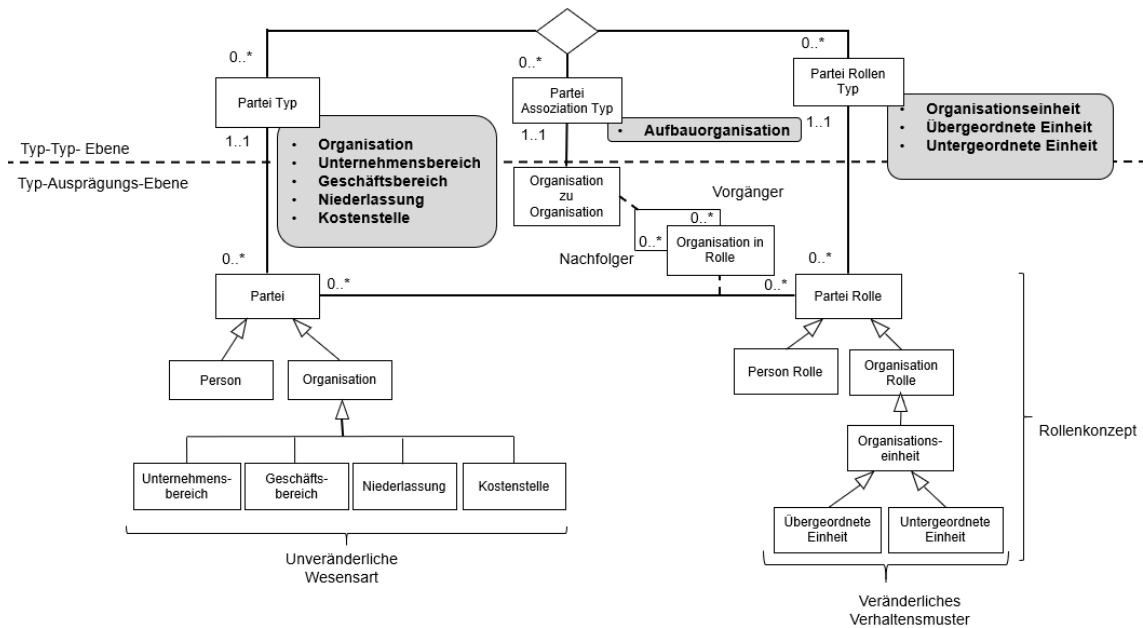 0..*
0..*
0..*
Partei Typ
Partei
Assoziation Typ
Partei Rollen
Typ
1..1
1..1
1..1
• Organisation
• Unternehmensbereich
• Geschäftsbereich
• Niederlassung
• Kostenstelle
• Aufbauorganisation
• Organisationseinheit
• Übergeordnete Einheit
• Untergeordnete Einheit
Typ-Typ- Ebene
Typ-Ausprägungs-Ebene
Organisation
zu
Organisation
Vorgänger
0..*
0..*
Nachfolger
Organisation in
Rolle
0..*
0..*
Partei
0..*
0..*
Partei Rolle
Person
Organisation
Person Rolle
Organisation
Rolle
Organisations-
einheit
Rollenkonzept
Unternehmens-
bereich
Geschäfts-
bereich
Niederlassung
Kostenstelle
Übergeordnete
Einheit
Untergeordnete
Einheit
Unveränderliche
Wesensart
Veränderliches
Verhaltensmuster